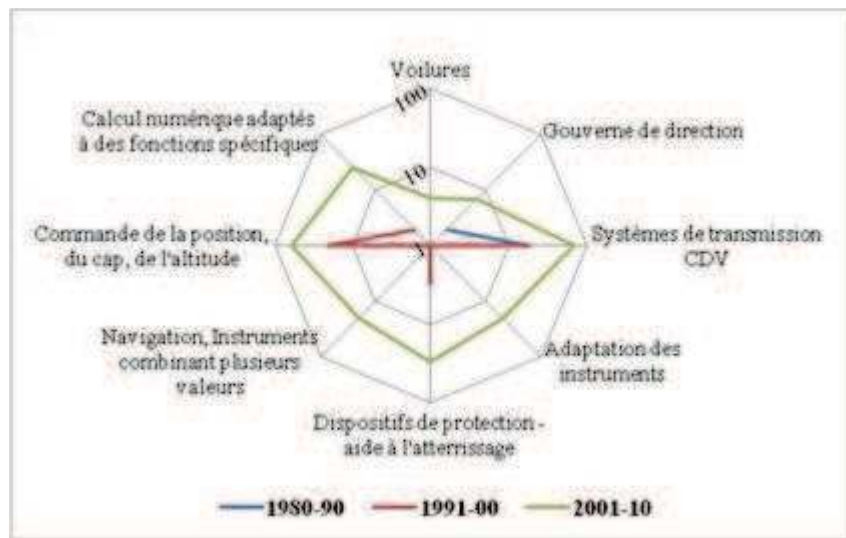 Voilures
100
Calcul numérique adaptés
à des fonctions spécifiques
Gouverne de direction
10
Commande de la position,
du cap, de l'altitude
1
Systèmes de transmission
CDV
Navigation, Instruments
combinant plusieurs
valeurs
Adaptation des
instruments
Dispositifs de protection -
aide à l'atterrissage
1980-90
1991-00
2001-10